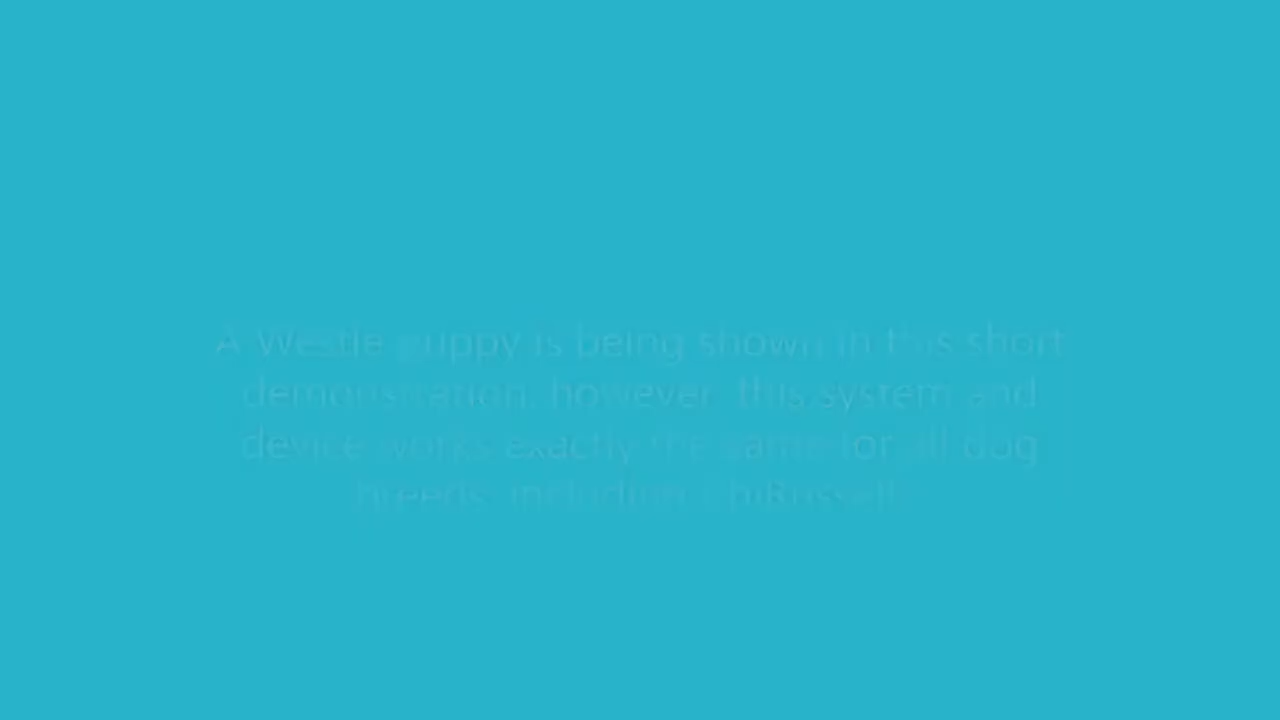 A Westie puppy is being shown in this short
demonstration, however, this system and
device works exactly the same for all dog
breeds, including